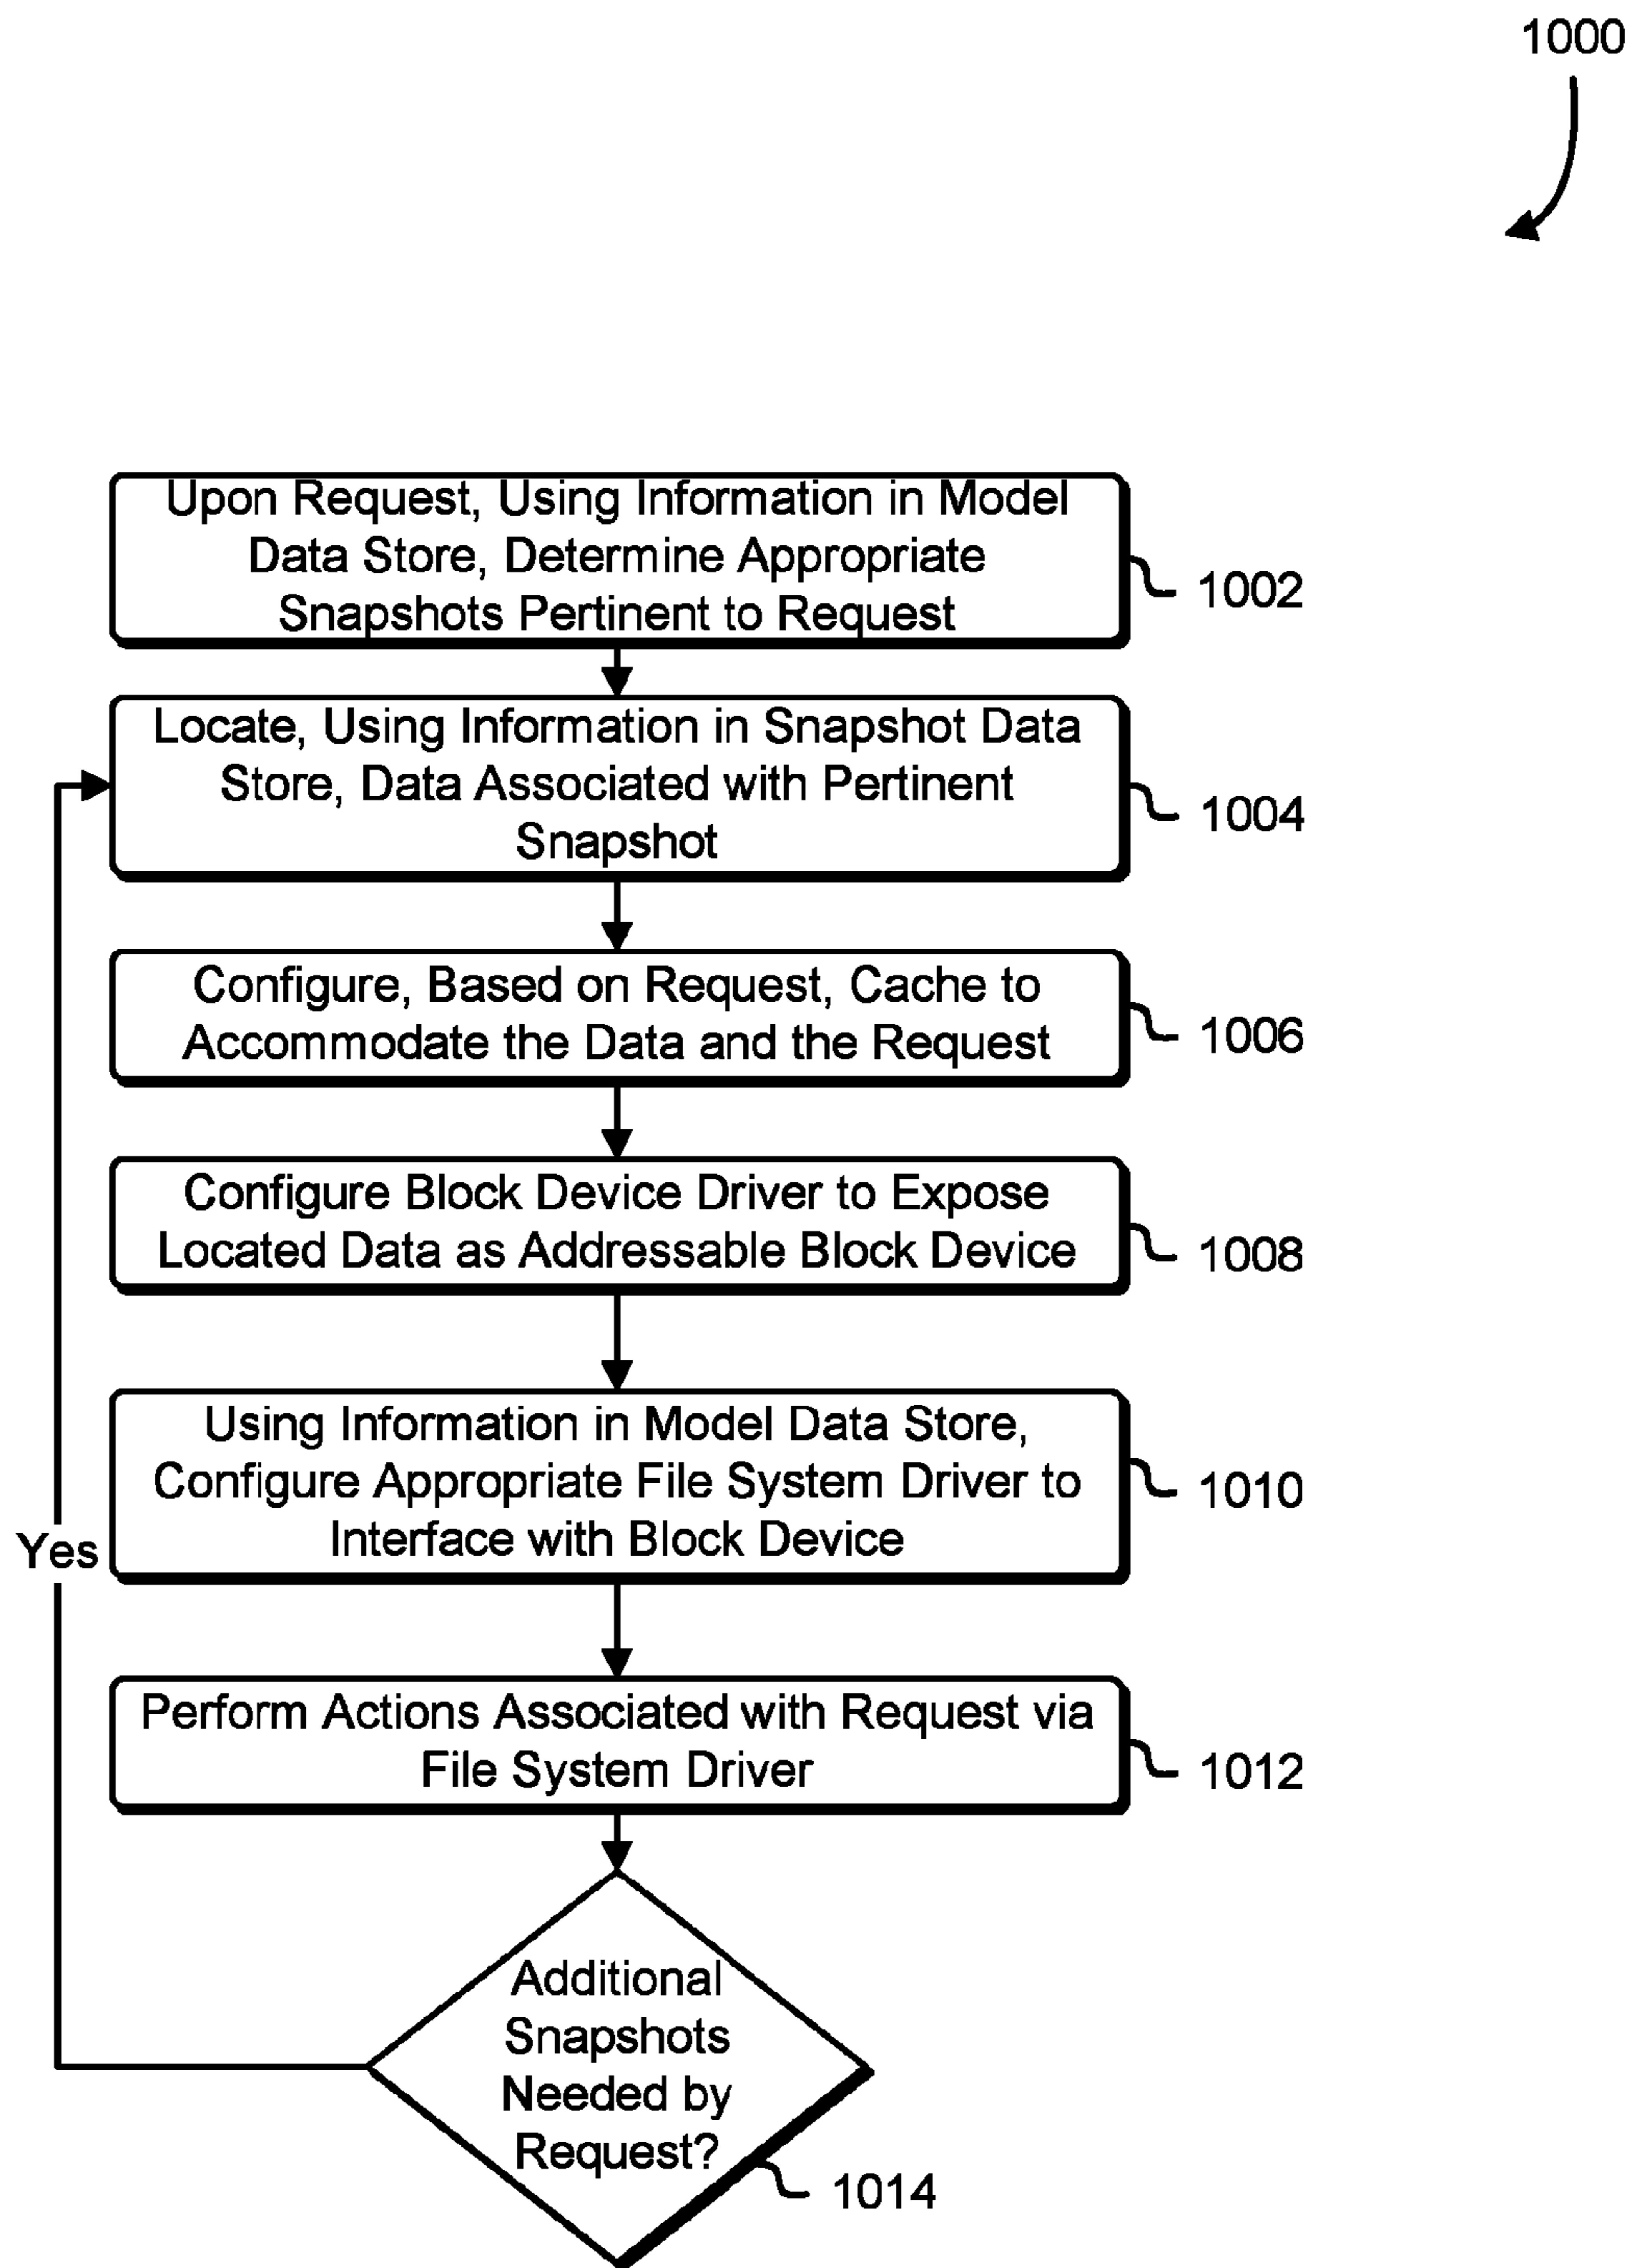 1000
Upon Request, Using Information in Model
Data Store, Determine Appropriate
Snapshots Pertinent to Request
1002
Locate, Using Information in Snapshot Data
Store, Data Associated with Pertinent
Snapshot
1004
Configure, Based on Request, Cache to
Accommodate the Data and the Request
1006
Configure Block Device Driver to Expose
Located Data as Addressable Block Device
1008
Using Information in Model Data Store,
Configure Appropriate File System Driver to
Interface with Block Device
1010
Yes
Perform Actions Associated with Request via
File System Driver
1012
Additional
Snapshots
Needed by
Request?
1014